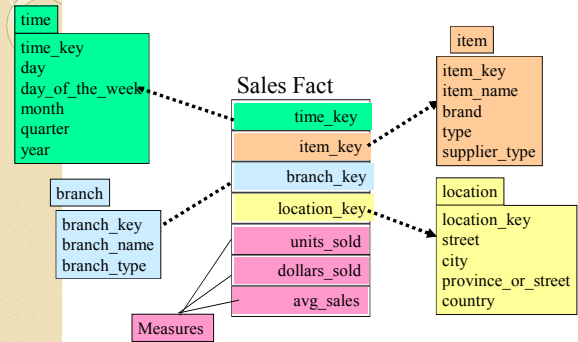 time
time_key
day
day_of_the_week
month
quarter
year
Sales Fact
time_key
item_key
branch_key
location_key
units_sold
dollars_sold
avg_sales
Measures
branch
branch_key
branch_name
branch_type
item
item_key
item_name
brand
type
supplier_type
location
location_key
street
city
province_or_street
country